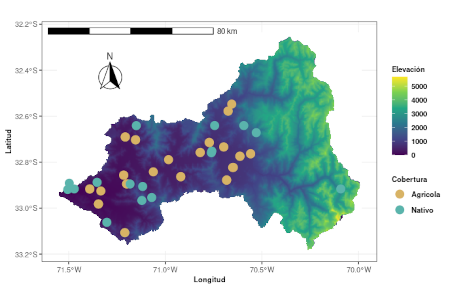 32.2°S
32.4°S
32.6°S
32.8°S
33.0°S
33.2°S
Latitud
80 km
N
71.5°W
71.0°W
70.5°W
70.0°W
Longitud
Elevación
5000
4000
3000
2000
1000
0
Cobertura
Agricola
Nativo